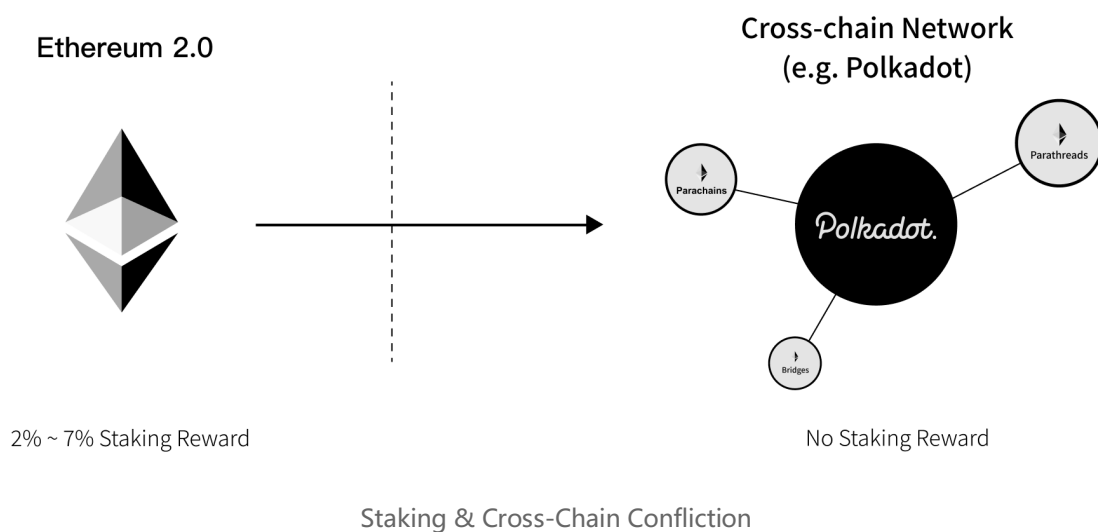 Ethereum 2.0
Cross-chain Network
(e.g. Polkadot)
Parachains
Parathreads
Polkadot.
Bridges
2% ~ 7% Staking Reward
No Staking Reward
Staking & Cross-Chain Confliction